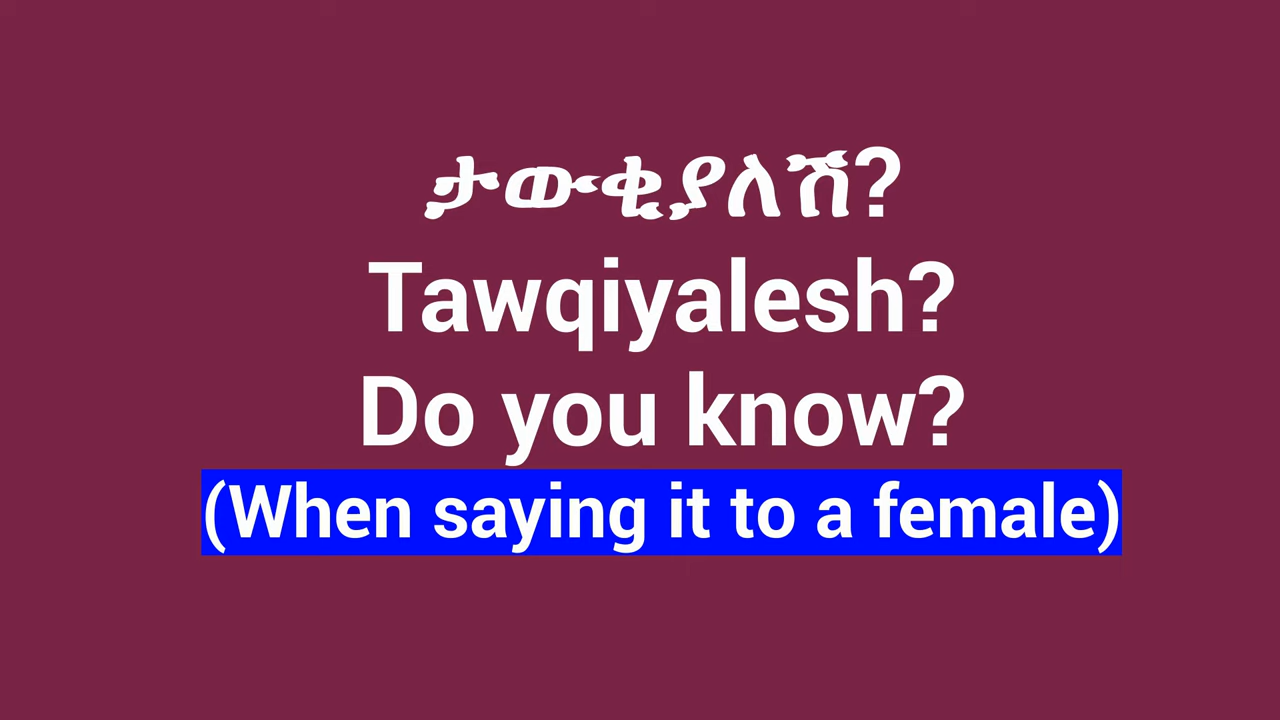 ታውቂያለሽ?
Tawqiyalesh?
Do you know?
(When saying it to a female)